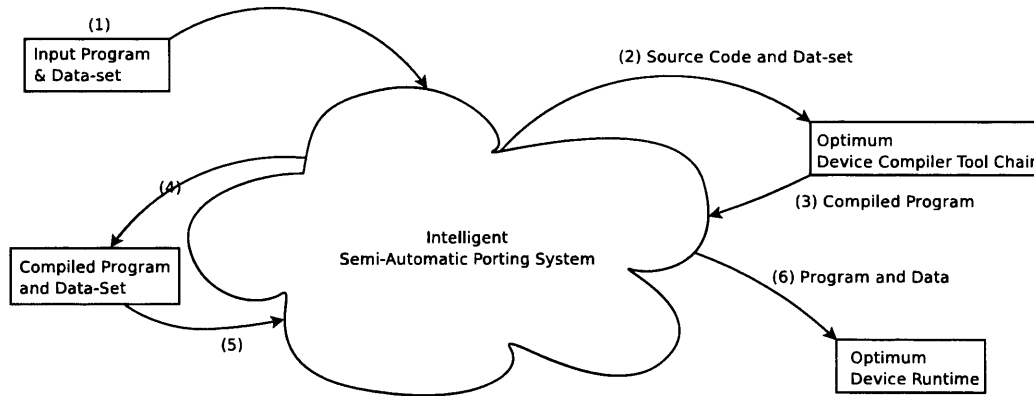 (1)
Input Program
& Data-set
(2) Source Code and Dat-set
Optimum
Device Compiler Tool Chain
(3) Compiled Program
(4)
Compiled Program
and Data-Set
(5)
Intelligent
Semi-Automatic Porting System
(6) Program and Data
Optimum
Device Runtime